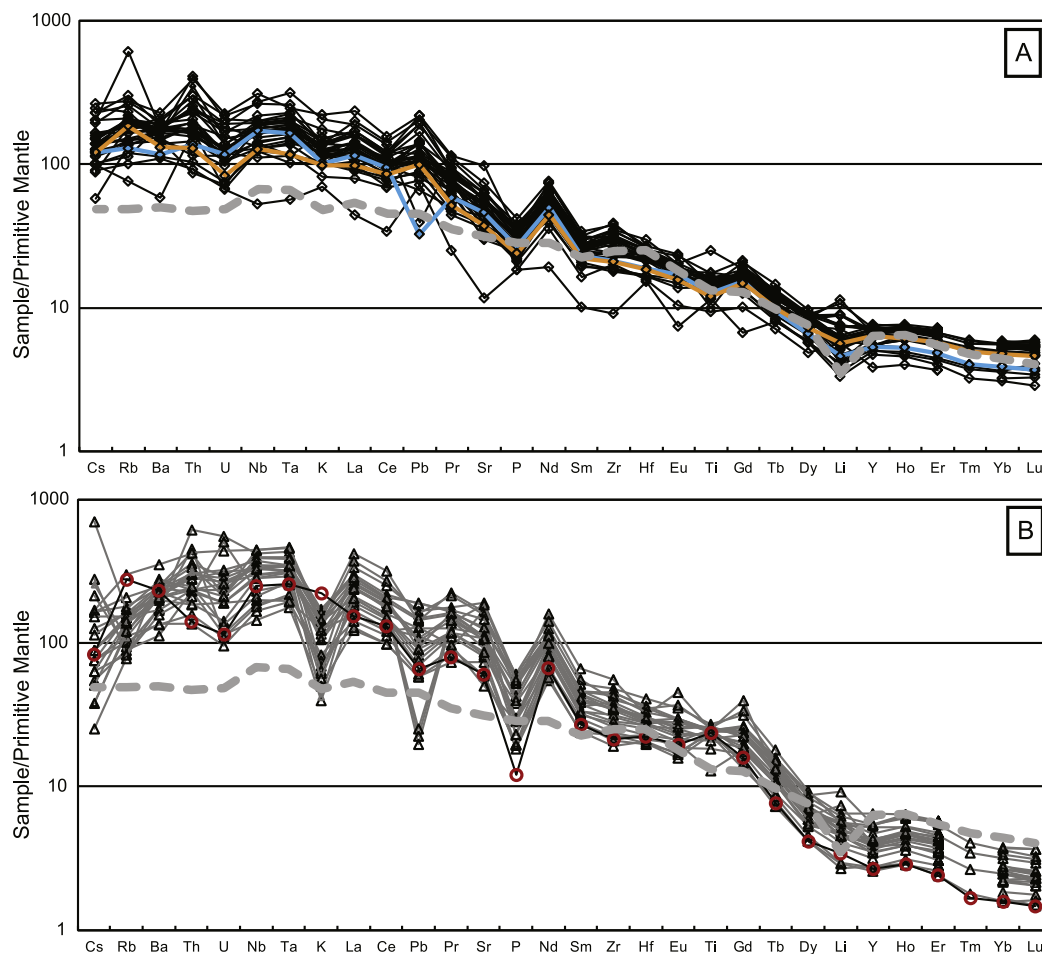 1000
A
100
10
1
Sample/Primitive Mantle
Cs Rb Ba Th U Nb Ta K La Ce Pb Pr Sr P Nd Sm Zr Hf Eu Ti Gd Tb Dy Li Y Ho Er Tm Yb Lu
1000
B
100
10
1
Sample/Primitive Mantle
Cs Rb Ba Th U Nb Ta K La Ce Pb Pr Sr P Nd Sm Zr Hf Eu Ti Gd Tb Dy Li Y Ho Er Tm Yb Lu